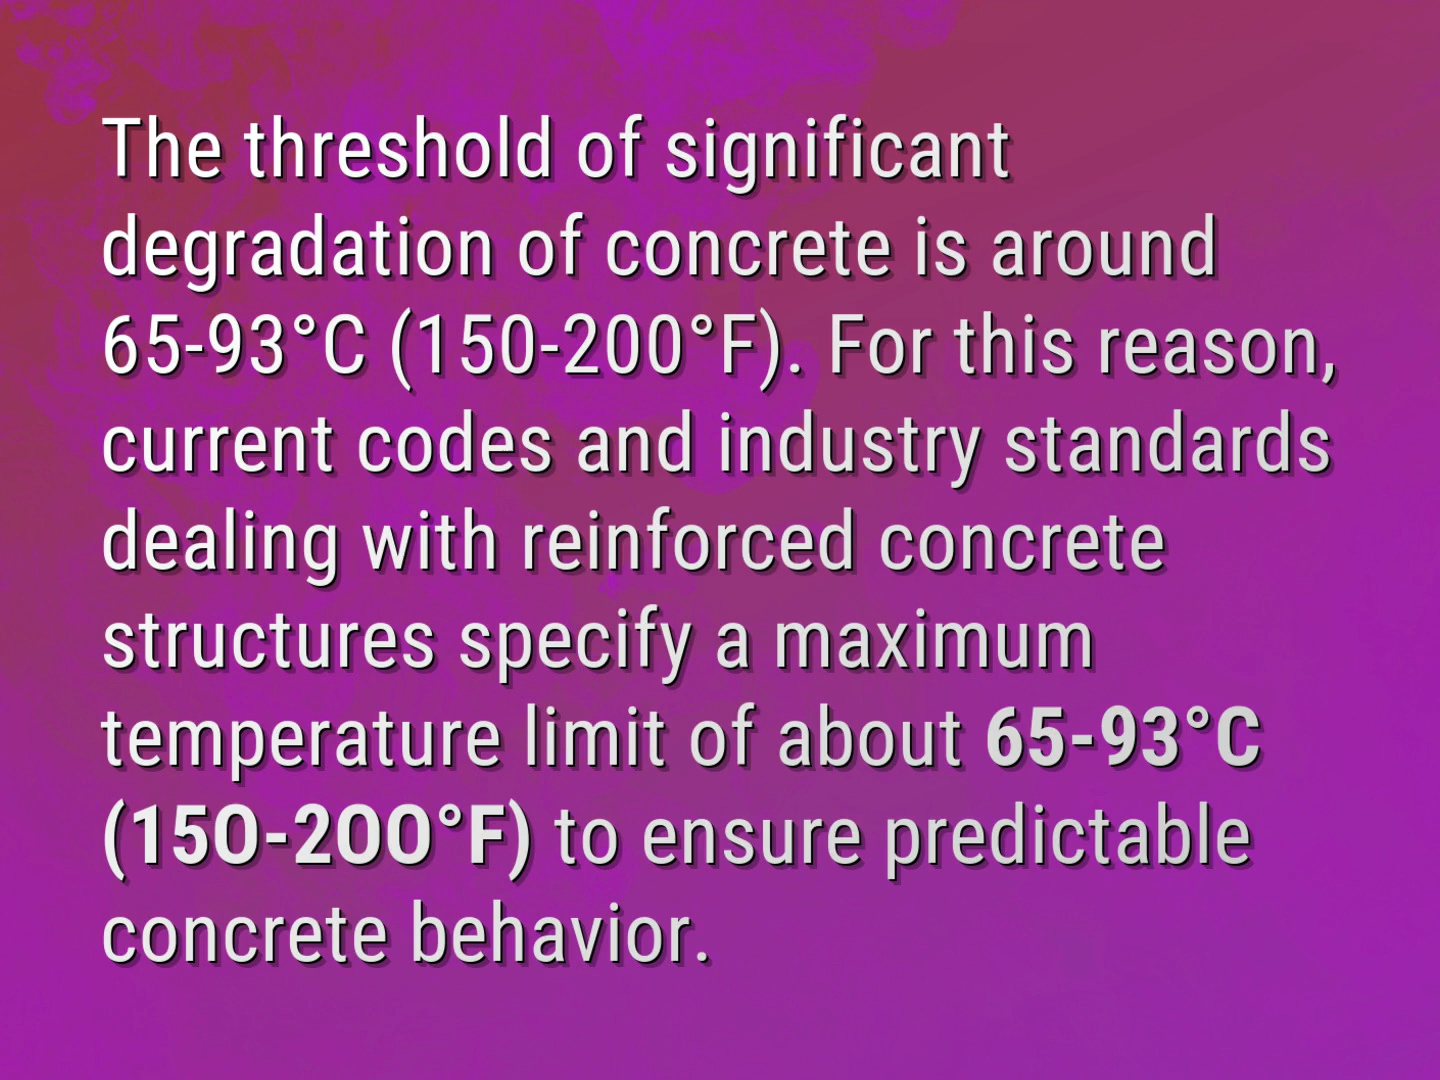 The threshold of significant
degradation of concrete is around
65-93°C (150-200°F). For this reason,
current codes and industry standards
dealing with reinforced concrete
structures specify a maximum
temperature limit of about 65-93°C
(15O-2OO°F) to ensure predictable
concrete behavior.